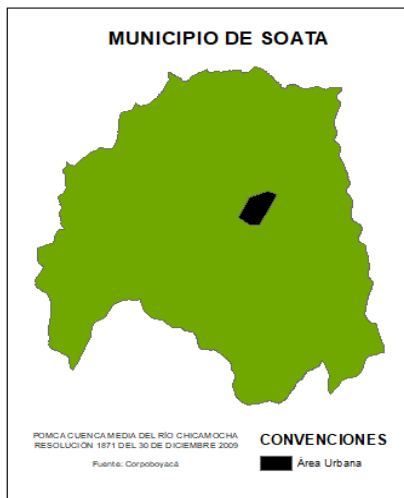 MUNICIPIO DE SOATA
POMCA CUENCA MEDIA DEL RÍO CHICAMOCHA
RESOLUCIÓN 1871 DEL 30 DE DICIEMBRE 2009
Fuente: Corpoboyacá
CONVENCIONES
Área Urbana